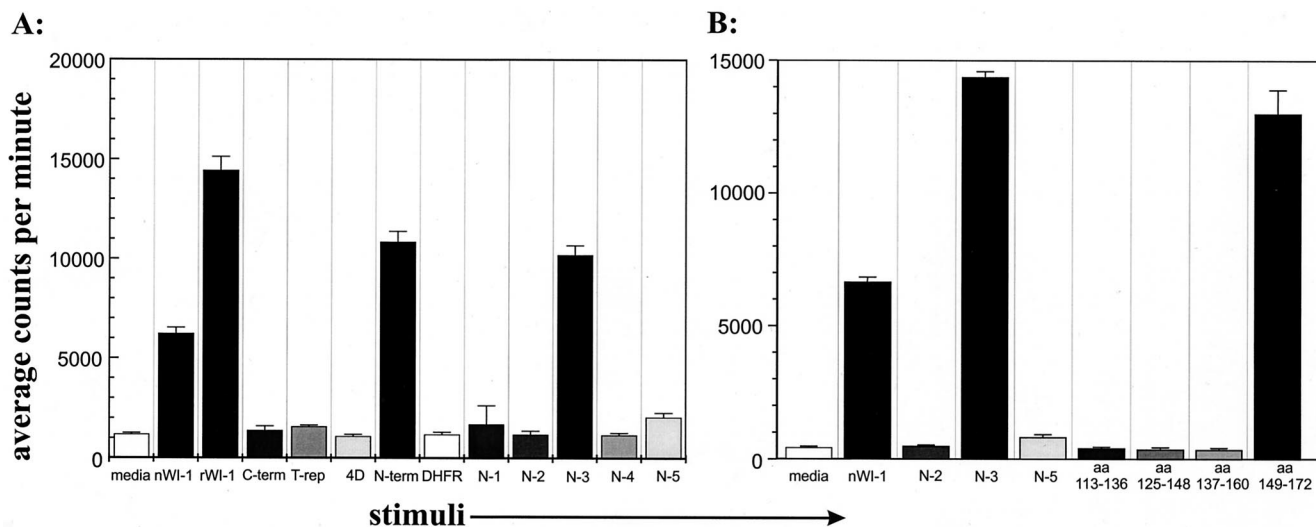 A:
B:
average counts per minute
20000
15000
10000
5000
0
media nWI-1 rWI-1 C-term T-rep 4D N-term DHFR N-1 N-2 N-3 N-4 N-5
15000
10000
5000
0
media nWI-1 N-2 N-3 N-5 aa aa aa aa
113-136 125-148 137-160 149-172
stimuli